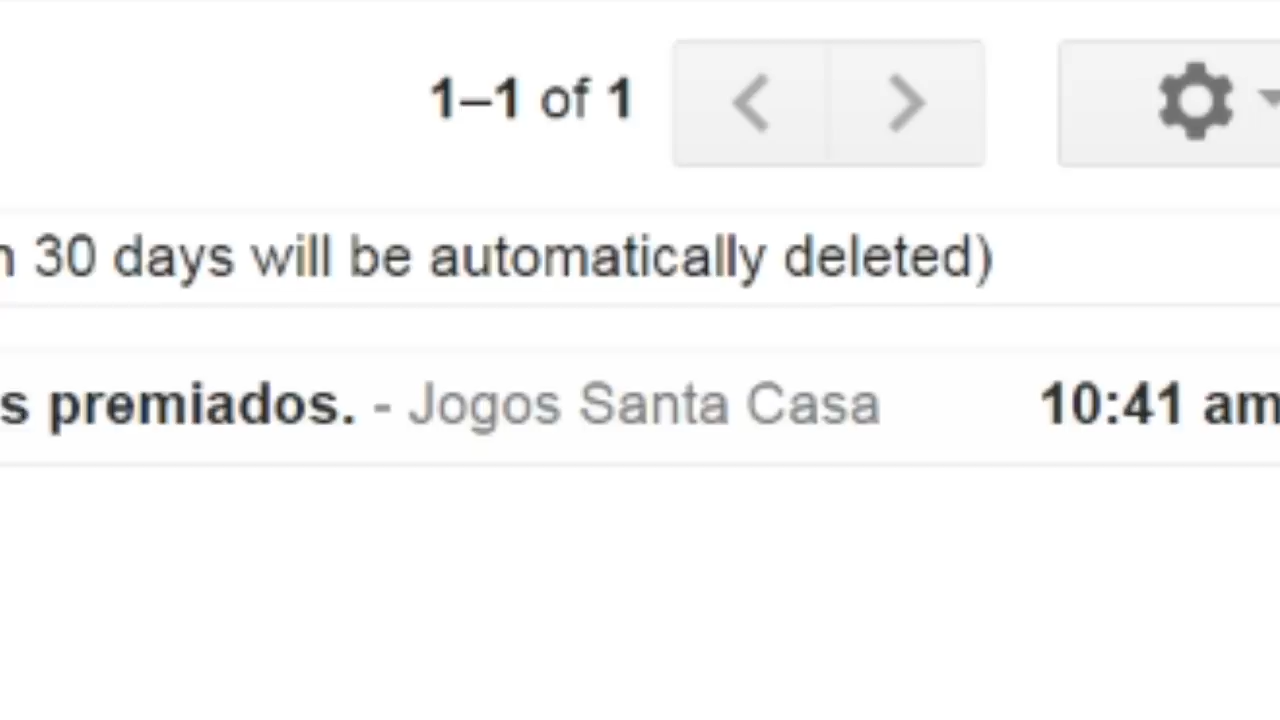 1–1 of 1
30 days will be automatically deleted)
s premiados. - Jogos Santa Casa 10:41 am